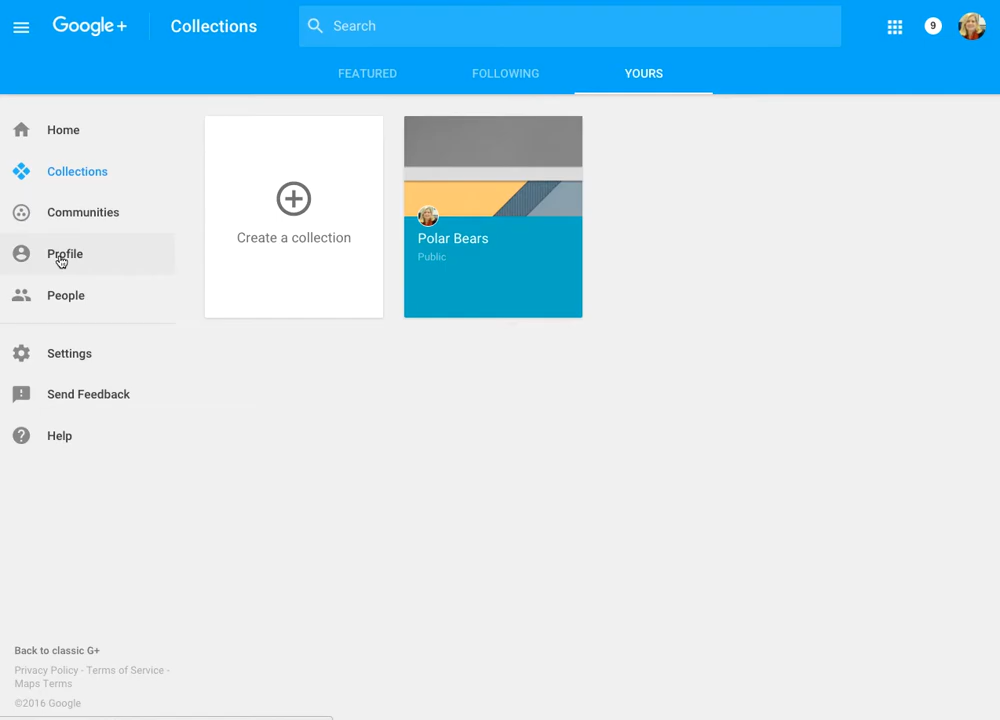 Google+
Collections
Search
9
FEATURED
FOLLOWING
YOURS
Home
Collections
Communities
Profile
People
Settings
Send Feedback
Help
Create a collection
Polar Bears
Public
Back to classic G+
Privacy Policy - Terms of Service -
Maps Terms
©2016 Google